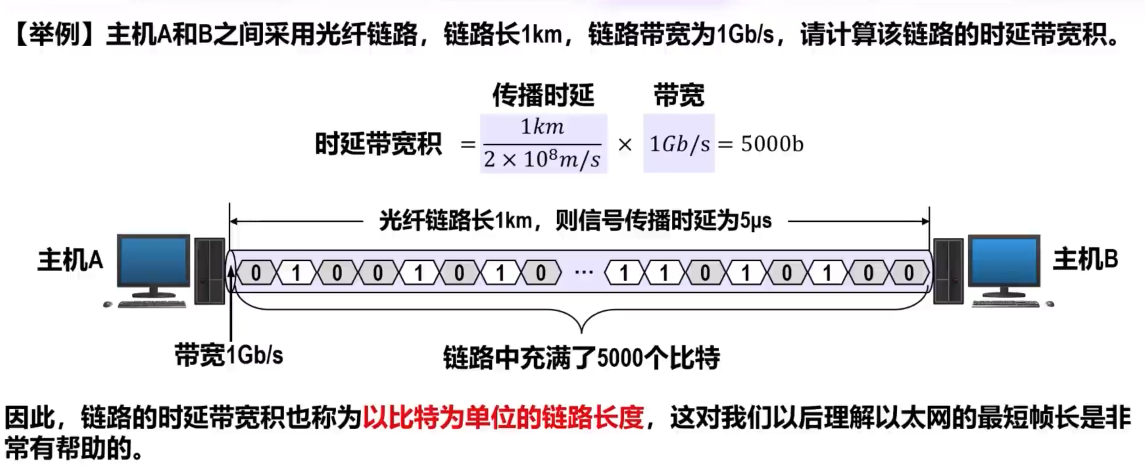 【举例】主机A和B之间采用光纤链路，链路长1km，链路带宽为1Gb/s，请计算该链路的时延带宽积。
传播时延 带宽
时延带宽积 = 1km / 2 × 10⁸m/s × 1Gb/s = 5000b
光纤链路长1km，则信号传播时延为5μs
主机A
0 1 0 0 1 0 1 0 ⋯ 1 1 0 1 0 1 0 0
主机B
带宽1Gb/s
链路中充满了5000个比特
因此，链路的时延带宽积也称为以比特为单位的链路长度，这对我们以后理解以太网的最短帧长是非
常有帮助的。